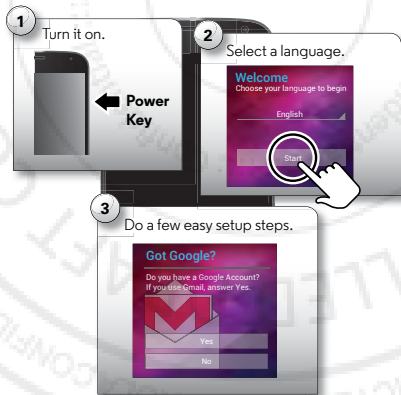 1
Turn it on.
Power
Key
2
Select a language.
Welcome
Choose your language to begin
English
Start
3
Do a few easy setup steps.
Got Google?
Do you have a Google Account?
If you use Gmail, answer Yes.
Yes
No